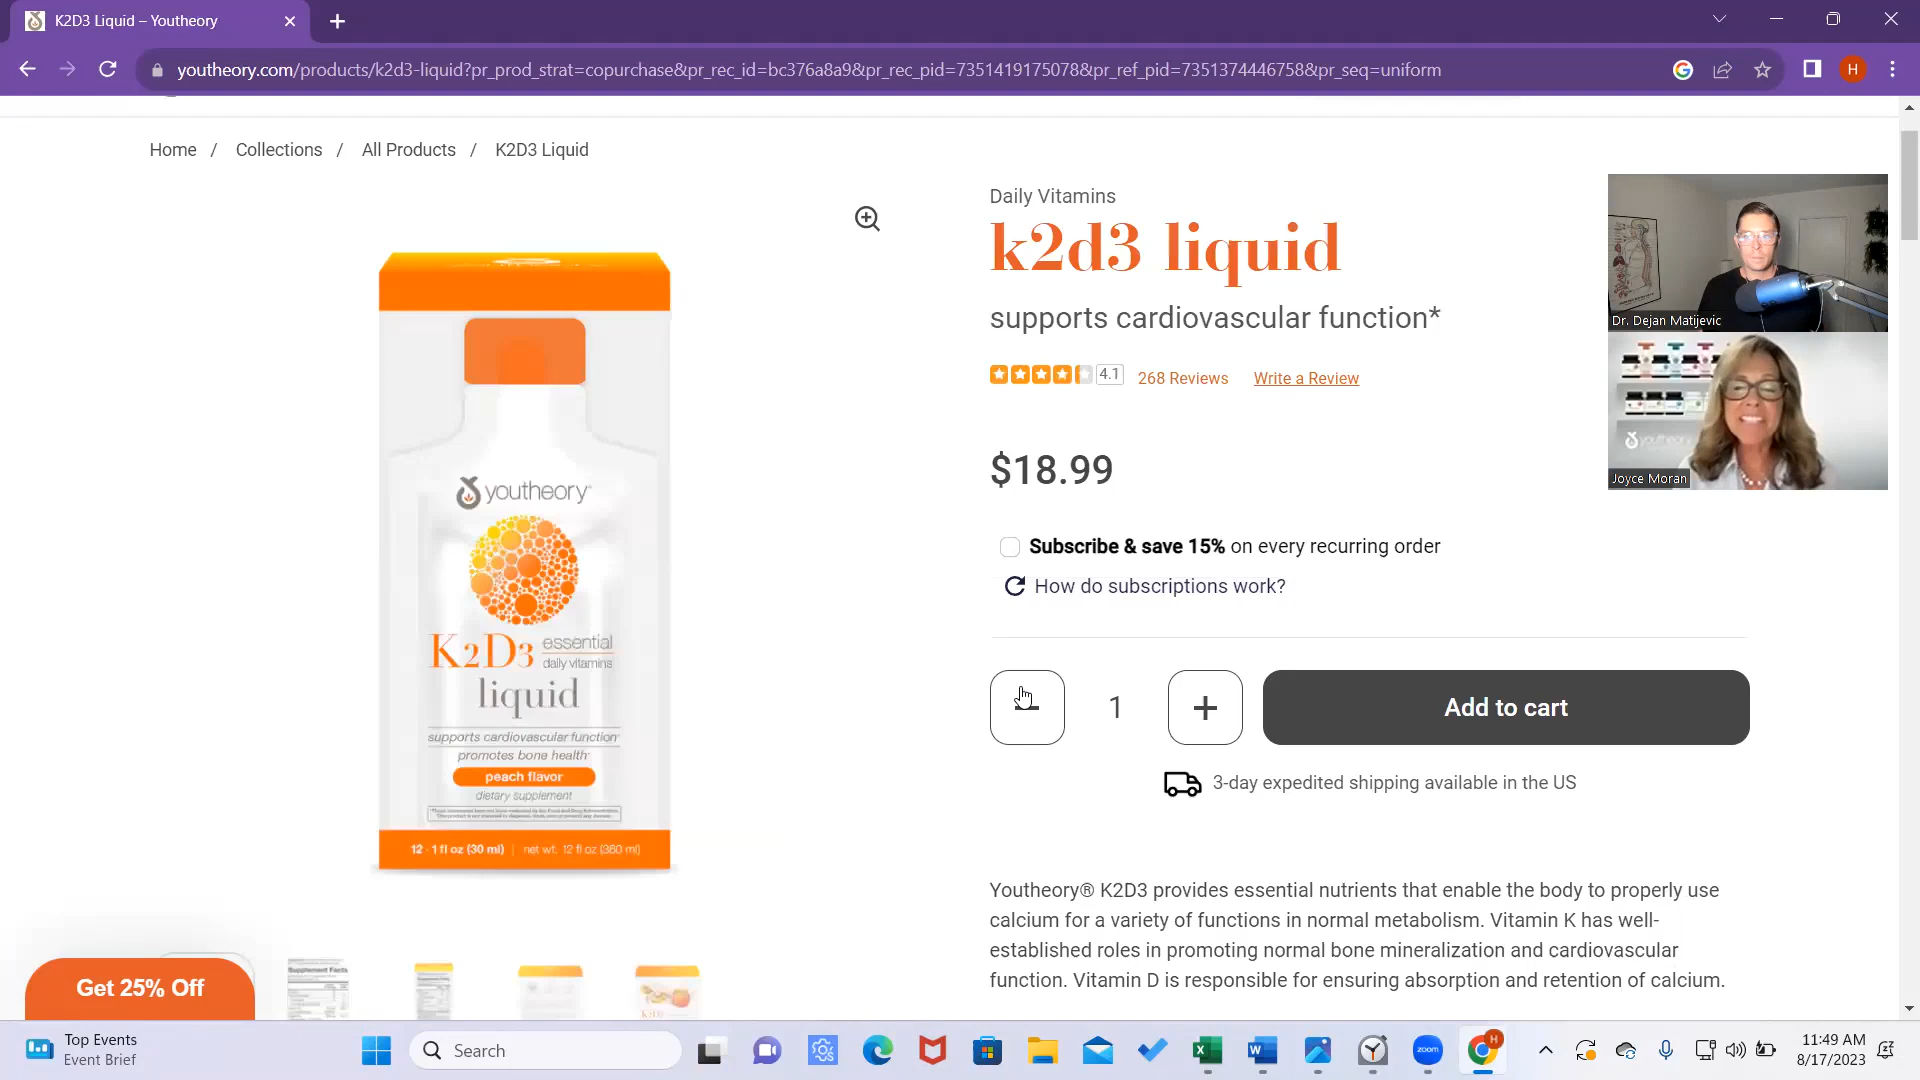 K2D3 Liquid – Youtheory
youtheory.com/products/k2d3-liquid?pr_prod_strat=copurchase&pr_rec_id=bc376a8a9&pr_rec_pid=7351419175078&pr_ref_pid=7351374446758&pr_seq=uniform
H
Home / Collections / All Products / K2D3 Liquid
Daily Vitamins
k2d3 liquid
supports cardiovascular function*
4.1 268 Reviews Write a Review
$18.99
Subscribe & save 15% on every recurring order
How do subscriptions work?
1 + Add to cart
3-day expedited shipping available in the US
Youtheory® K2D3 provides essential nutrients that enable the body to properly use
calcium for a variety of functions in normal metabolism. Vitamin K has well-
established roles in promoting normal bone mineralization and cardiovascular
function. Vitamin D is responsible for ensuring absorption and retention of calcium.
youtheory
K2D3 essential
daily vitamins
liquid
supports cardiovascular function
promotes bone health
peach flavor
dietary supplement
12 - 1 fl oz (30 ml) | net wt. 12 fl oz (360 ml)
Dr. Dejan Matijevic
youtheory
Joyce Moran
Get 25% Off
Supplement Facts
K2D3
Top Events
Event Brief
Search
zoom
H
11:49 AM
8/17/2023